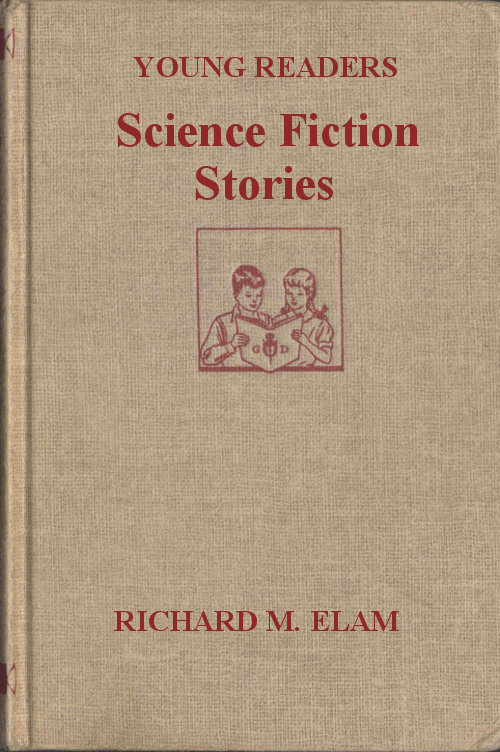 YOUNG READERS
Science Fiction
Stories
G D
RICHARD M. ELAM